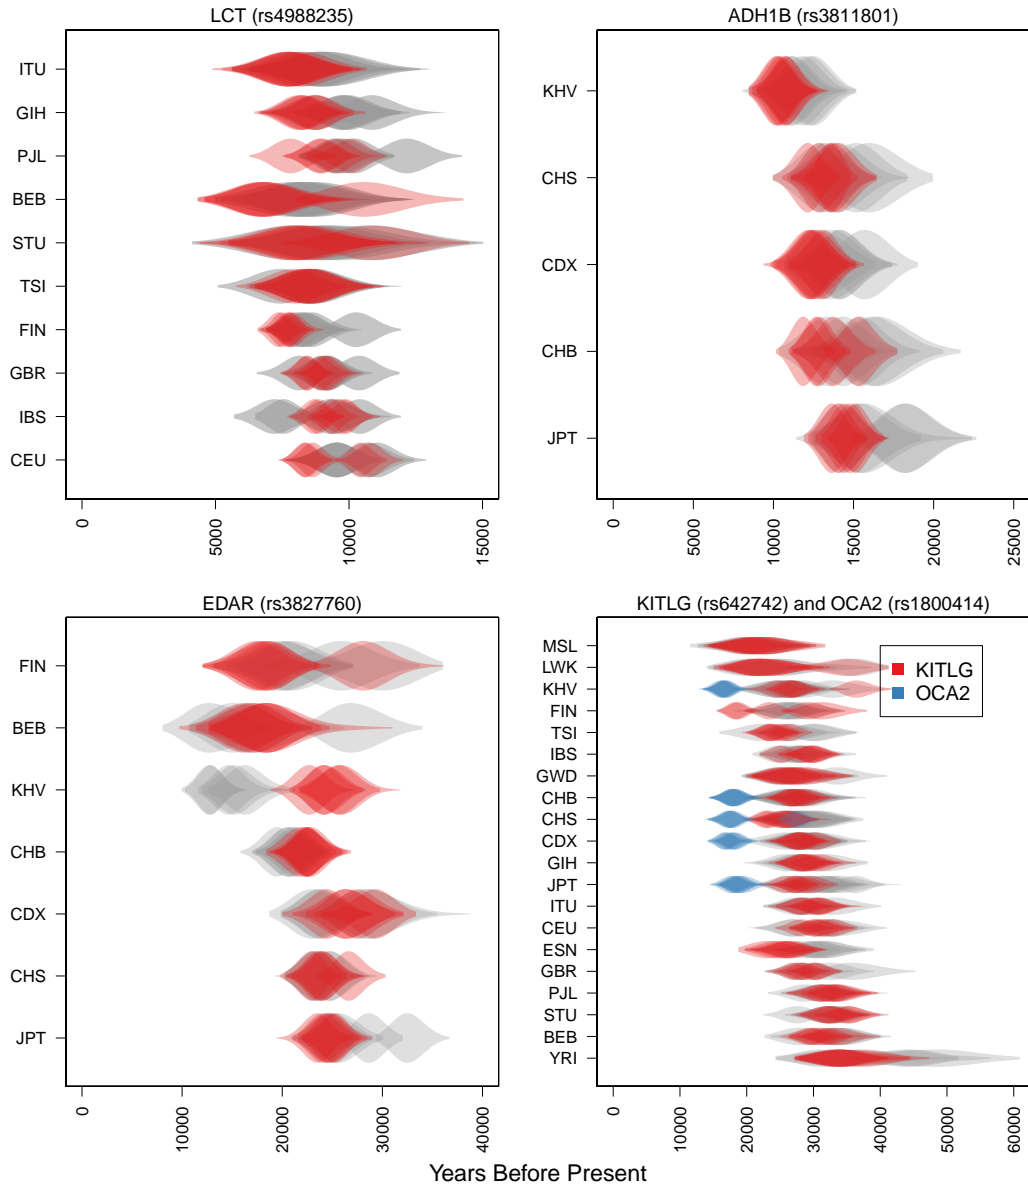 LCT (rs4988235)
ITU
GIH
PJL
BEB
STU
TSI
FIN
GBR
IBS
CEU
0
5000
10000
15000
ADH1B (rs3811801)
KHV
CHS
CDX
CHB
JPT
0
5000
10000
15000
20000
25000
EDAR (rs3827760)
FIN
BEB
KHV
CHB
CDX
CHS
JPT
0
10000
20000
30000
40000
KITLG (rs642742) and OCA2 (rs1800414)
MSL
LWK
KHV
FIN
TSI
IBS
GWD
CHB
CHS
CDX
GIH
JPT
ITU
CEU
ESN
GBR
PJL
STU
BEB
YRI
KITLG
OCA2
0
10000
20000
30000
40000
50000
60000
Years Before Present